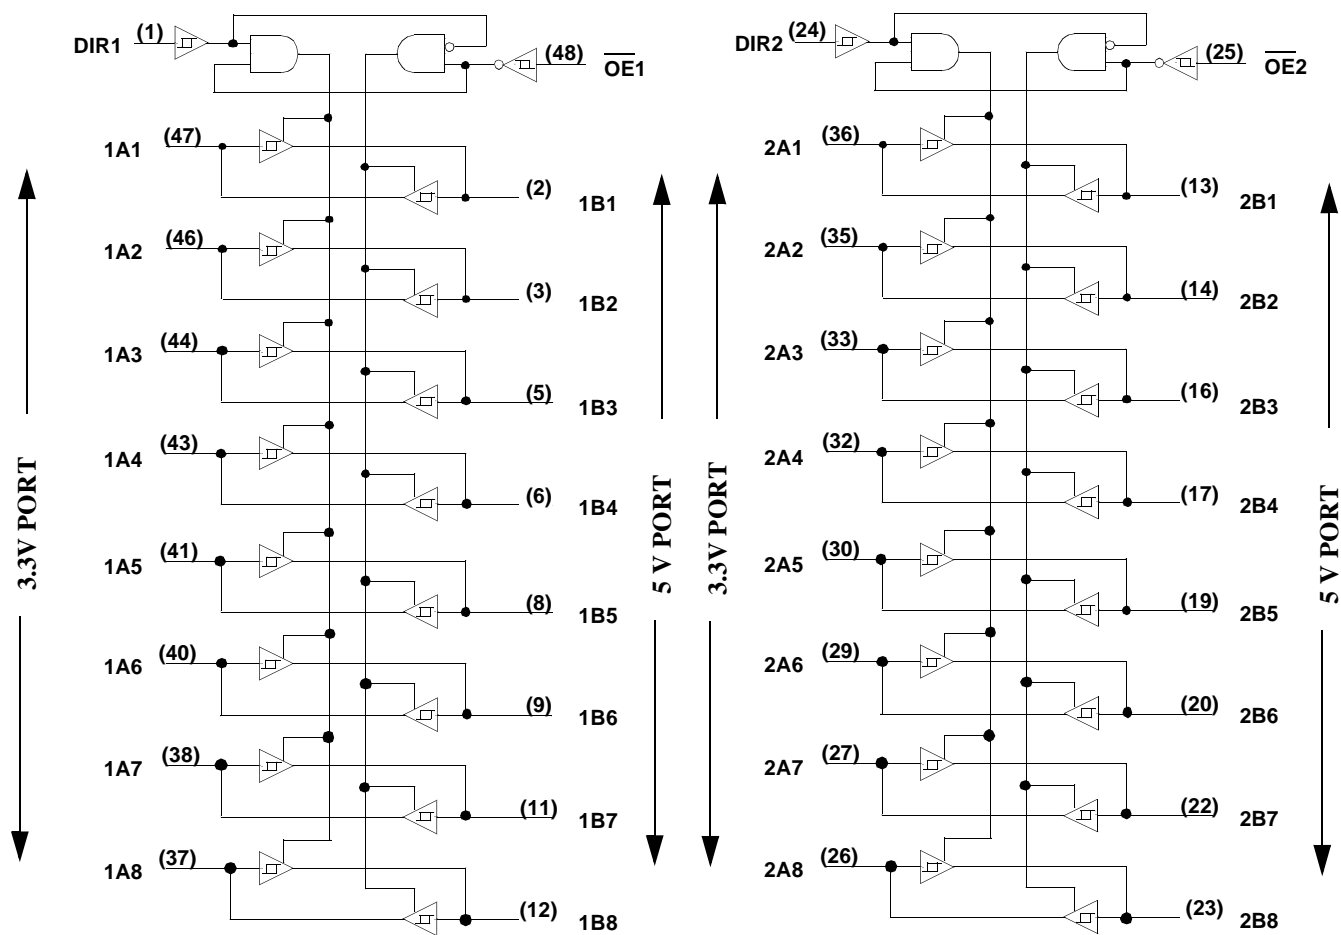 DIR1 (1)
(48) OE1
1A1 (47)
(2) 1B1
1A2 (46)
(3) 1B2
1A3 (44)
(5) 1B3
1A4 (43)
(6) 1B4
1A5 (41)
(8) 1B5
1A6 (40)
(9) 1B6
1A7 (38)
(11) 1B7
1A8 (37)
(12) 1B8
3.3V PORT
5 V PORT
DIR2 (24)
(25) OE2
2A1 (36)
(13) 2B1
2A2 (35)
(14) 2B2
2A3 (33)
(16) 2B3
2A4 (32)
(17) 2B4
2A5 (30)
(19) 2B5
2A6 (29)
(20) 2B6
2A7 (27)
(22) 2B7
2A8 (26)
(23) 2B8
3.3V PORT
5 V PORT